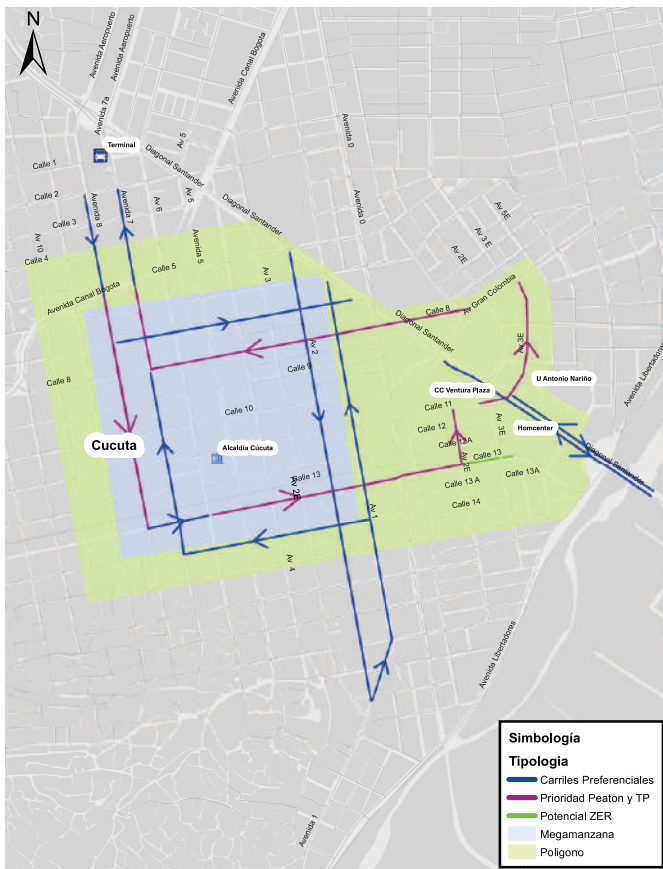 N
Avenida Aeropuerto
Avenida Aeropuerto
Avenida Canal Bogota
Avenida 7a
Av 5
Avenida 0
Terminal
Calle 1
Diagonal Santander
Calle 2
Avenida 8
Avenida 7
Av 6
Av 5
Diagonal Santander
Avenida 0
Av 5E
Calle 3
Av 10
Avenida 5
Av 3 E
Av 2E
Calle 4
Calle 5
Av 3
Avenida Canal Bogota
Av Gran Colombia
Calle 8
Diagonal Santander
Av 3E
Av 2
Calle 9
Calle 8
U Antonio Nariño
Avenida Libertadores
CC Ventura Plaza
Calle 10
Calle 11
Calle 12
Av 3E
Homcenter
Cucuta
Alcaldía Cúcuta
Calle 12A
Diagonal Santander
Calle 13
Av 2E
Calle 13
Av 2E
Calle 13A
Calle 13 A
Calle 14
Av 1
Av 4
Avenida Libertadores
Avenida 1
Simbología
Tipologia
Carriles Preferenciales
Prioridad Peaton y TP
Potencial ZER
Megamanzana
Poligono